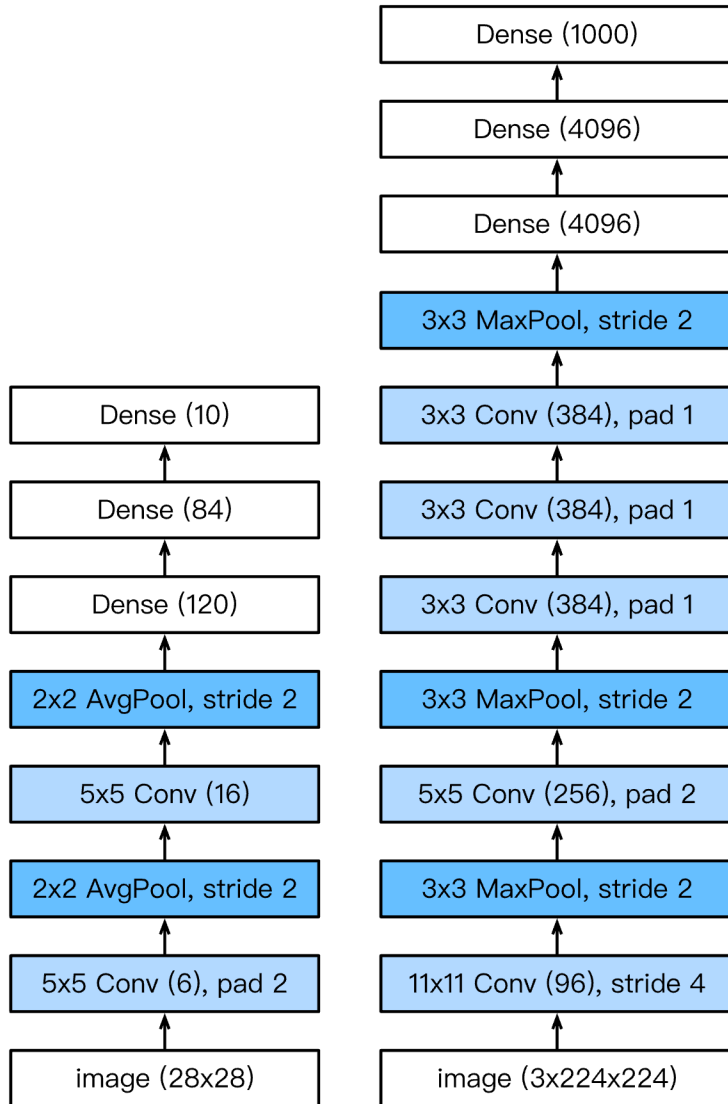 Dense (10)
Dense (84)
Dense (120)
2x2 AvgPool, stride 2
5x5 Conv (16)
2x2 AvgPool, stride 2
5x5 Conv (6), pad 2
image (28x28)
Dense (1000)
Dense (4096)
Dense (4096)
3x3 MaxPool, stride 2
3x3 Conv (384), pad 1
3x3 Conv (384), pad 1
3x3 Conv (384), pad 1
3x3 MaxPool, stride 2
5x5 Conv (256), pad 2
3x3 MaxPool, stride 2
11x11 Conv (96), stride 4
image (3x224x224)